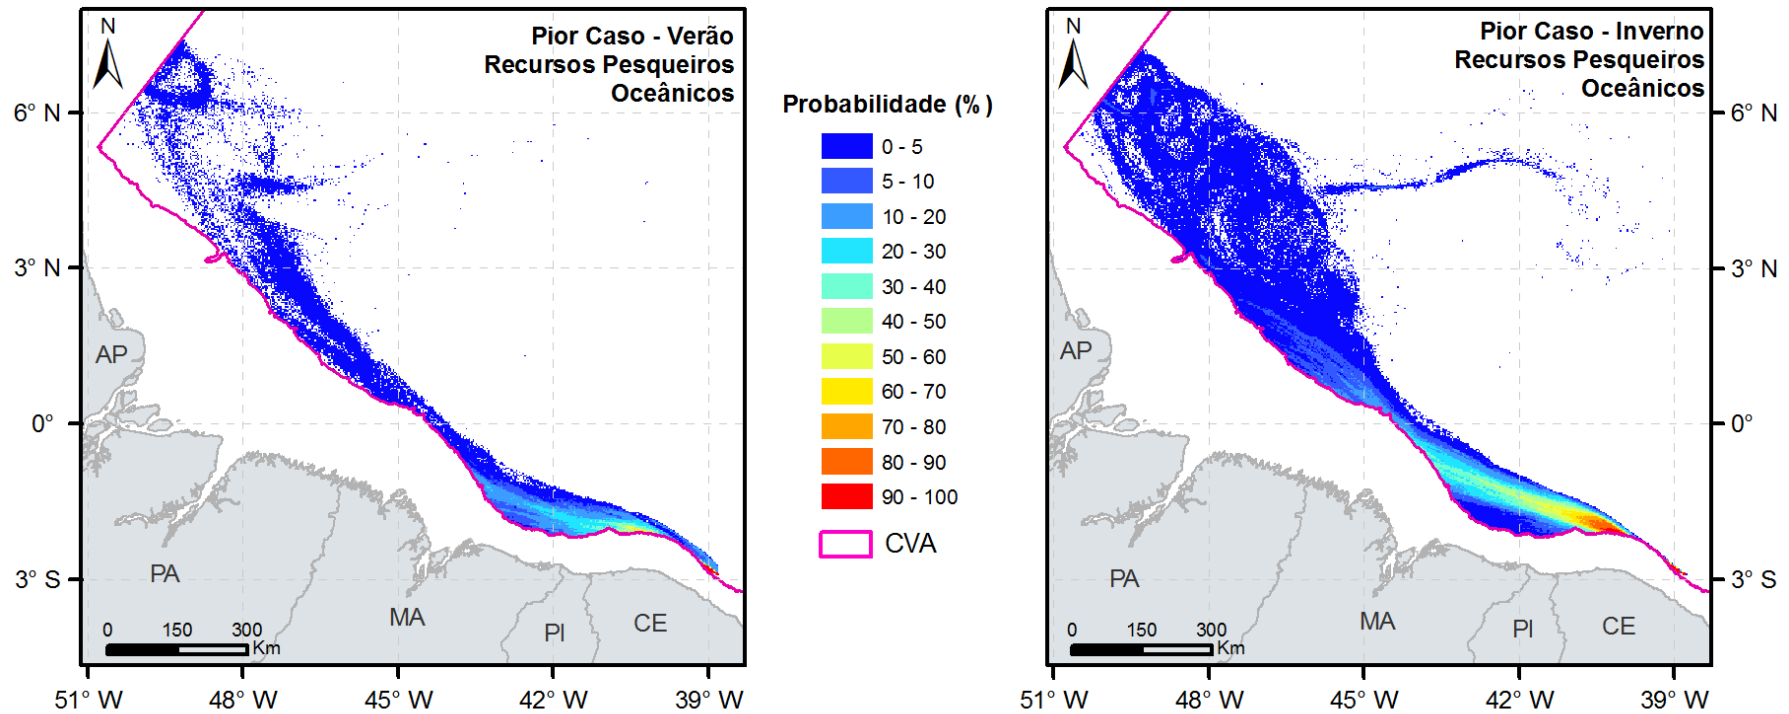 Pior Caso - Verão
Recursos Pesqueiros
Oceânicos
N
6° N
3° N
0°
3° S
AP
PA
MA
PI
CE
0 150 300
Km
51° W 48° W 45° W 42° W 39° W
Probabilidade (%)
0 - 5
5 - 10
10 - 20
20 - 30
30 - 40
40 - 50
50 - 60
60 - 70
70 - 80
80 - 90
90 - 100
CVA
Pior Caso - Inverno
Recursos Pesqueiros
Oceânicos
N
6° N
3° N
0°
3° S
AP
PA
MA
PI
CE
0 150 300
Km
51° W 48° W 45° W 42° W 39° W